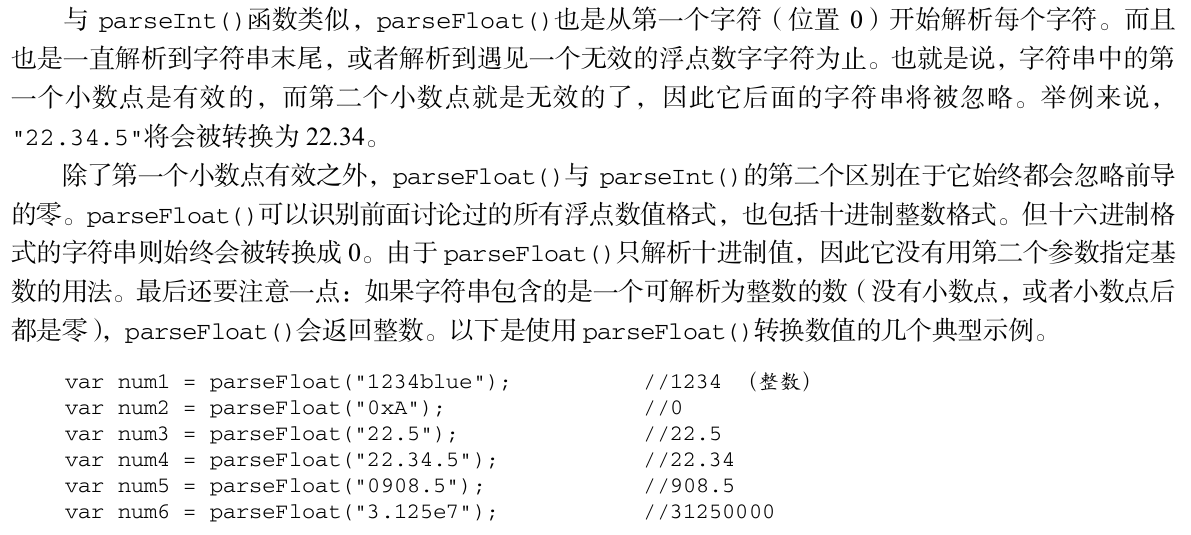 与 parseInt()函数类似，parseFloat()也是从第一个字符（位置 0）开始解析每个字符。而且
也是一直解析到字符串末尾，或者解析到遇见一个无效的浮点数字字符为止。也就是说，字符串中的第
一个小数点是有效的，而第二个小数点就是无效的了，因此它后面的字符串将被忽略。举例来说，
"22.34.5"将会被转换为 22.34。
除了第一个小数点有效之外，parseFloat()与 parseInt()的第二个区别在于它始终都会忽略前导
的零。parseFloat()可以识别前面讨论过的所有浮点数值格式，也包括十进制整数格式。但十六进制格
式的字符串则始终会被转换成 0。由于 parseFloat()只解析十进制值，因此它没有用第二个参数指定基
数的用法。最后还要注意一点：如果字符串包含的是一个可解析为整数的数（没有小数点，或者小数点后
都是零），parseFloat()会返回整数。以下是使用 parseFloat()转换数值的几个典型示例。
var num1 = parseFloat("1234blue"); //1234 （整数）
var num2 = parseFloat("0xA"); //0
var num3 = parseFloat("22.5"); //22.5
var num4 = parseFloat("22.34.5"); //22.34
var num5 = parseFloat("0908.5"); //908.5
var num6 = parseFloat("3.125e7"); //31250000